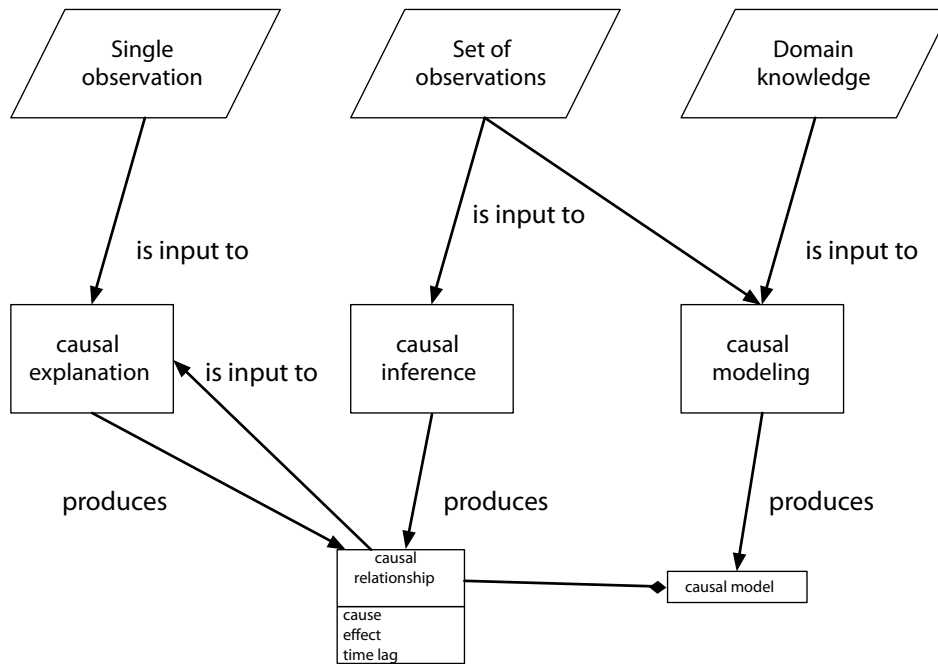 Single
observation
Set of
observations
Domain
knowledge
is input to
is input to
is input to
causal
explanation
causal
inference
causal
modeling
is input to
produces
produces
produces
causal
relationship
cause
effect
time lag
causal model